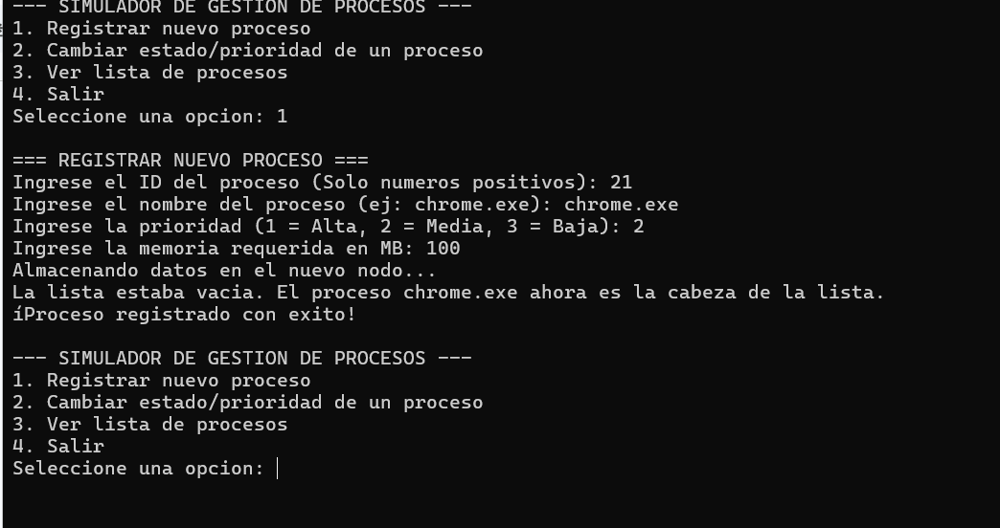 --- SIMULADOR DE GESTION DE PROCESOS ---
1. Registrar nuevo proceso
2. Cambiar estado/prioridad de un proceso
3. Ver lista de procesos
4. Salir
Seleccione una opcion: 1
=== REGISTRAR NUEVO PROCESO ===
Ingrese el ID del proceso (Solo numeros positivos): 21
Ingrese el nombre del proceso (ej: chrome.exe): chrome.exe
Ingrese la prioridad (1 = Alta, 2 = Media, 3 = Baja): 2
Ingrese la memoria requerida en MB: 100
Almacenando datos en el nuevo nodo...
La lista estaba vacia. El proceso chrome.exe ahora es la cabeza de la lista.
íProceso registrado con exito!
--- SIMULADOR DE GESTION DE PROCESOS ---
1. Registrar nuevo proceso
2. Cambiar estado/prioridad de un proceso
3. Ver lista de procesos
4. Salir
Seleccione una opcion: